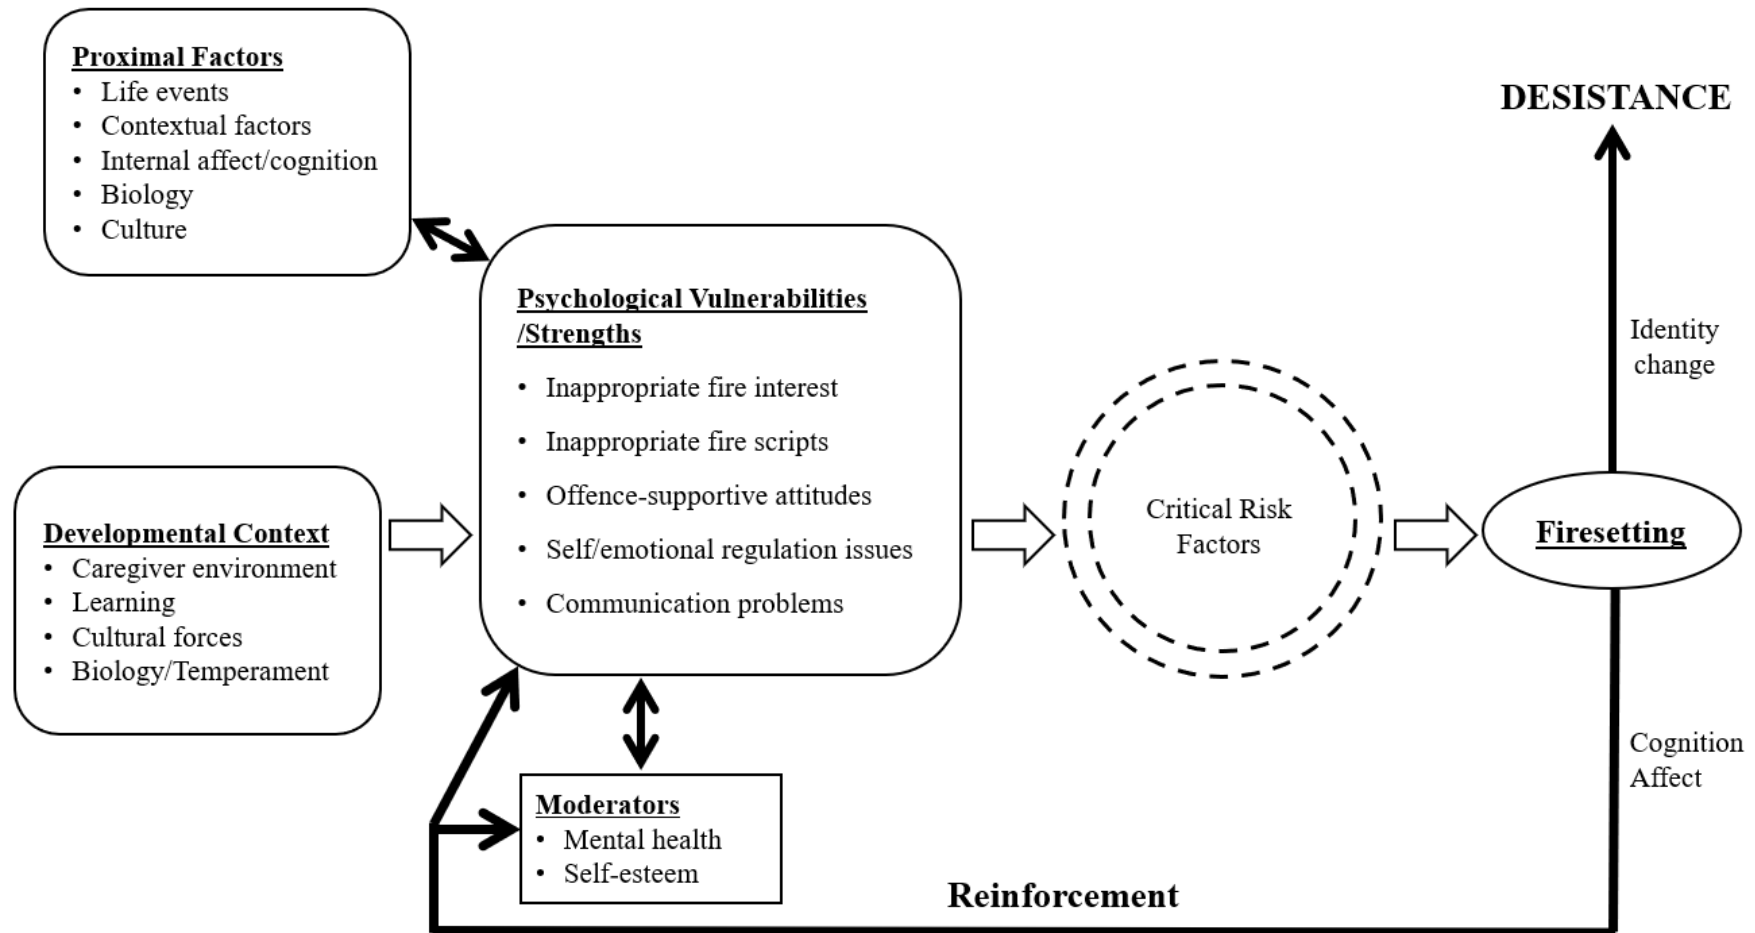 Proximal Factors
• Life events
• Contextual factors
• Internal affect/cognition
• Biology
• Culture
Developmental Context
• Caregiver environment
• Learning
• Cultural forces
• Biology/Temperament
Psychological Vulnerabilities
/Strengths
• Inappropriate fire interest
• Inappropriate fire scripts
• Offence-supportive attitudes
• Self/emotional regulation issues
• Communication problems
Moderators
• Mental health
• Self-esteem
Critical Risk
Factors
Firesetting
DESISTANCE
Identity
change
Cognition
Affect
Reinforcement